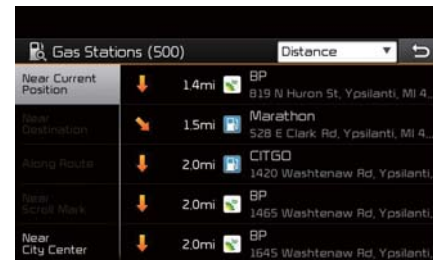 Gas Stations (500)
Distance
Near Current
Position
1.4mi
BP
819 N Huron St, Ypsilanti, MI 4...
Near
Destination
1.5mi
Marathon
528 E Clark Rd, Ypsilanti, MI 4...
Along Route
2.0mi
CITGO
1420 Washtenaw Rd, Ypsilanti,
Near
Scroll Mark
2.0mi
BP
1465 Washtenaw Rd, Ypsilanti,
Near
City Center
2.0mi
BP
1645 Washtenaw Rd, Ypsilanti,